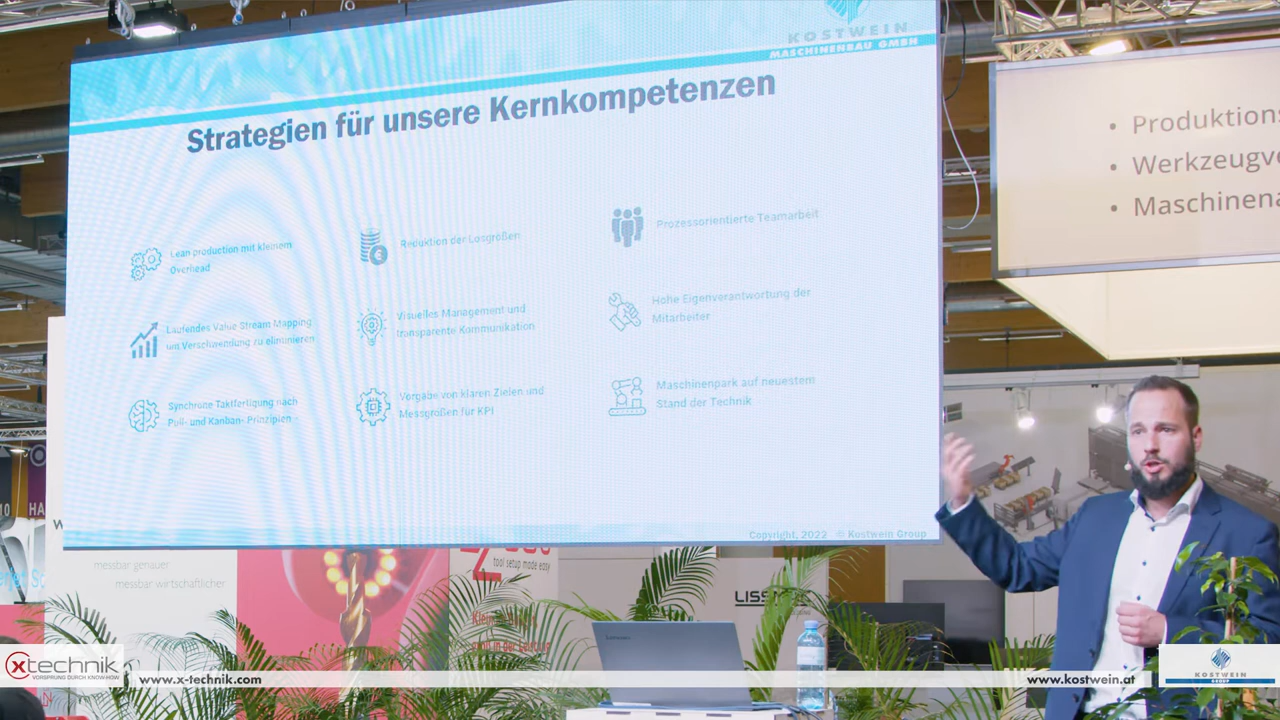 KOSTWEIN
MASCHINENBAU GMBH
Strategien für unsere Kernkompetenzen
Lean production mit kleinem
Overhead
Reduktion der Losgrößen
Prozessorientierte Teamarbeit
Laufendes Value Stream Mapping
um Verschwendung zu eliminieren
Visuelles Management und
transparente Kommunikation
Hohe Eigenverantwortung der
Mitarbeiter
Synchrone Taktfertigung nach
Pull- und Kanban- Prinzipien
Vorgabe von klaren Zielen und
Messgrößen für KPI
Maschinenpark auf neuestem
Stand der Technik
Copyright, 2022 © Kostwein Group
• Produktions
• Werkzeugv
• Maschinena
HA
W
messbar genauer
messbar wirtschaftlicher
tool setup made easy
LISSM
Lenovo
xtechnik
VORSPRUNG DURCH KNOW-HOW
www.x-technik.com
www.kostwein.at
KOSTWEIN
GROUP